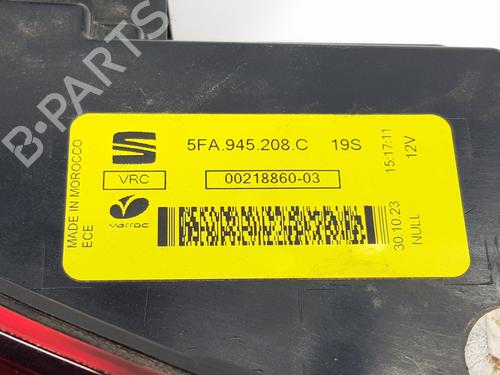 B-PARTS
5FA.945.208.C 19S
VRC
00218860-03
varroc
MADE IN MOROCCO
ECE
15:17:11
12V
30.10.23
NULL